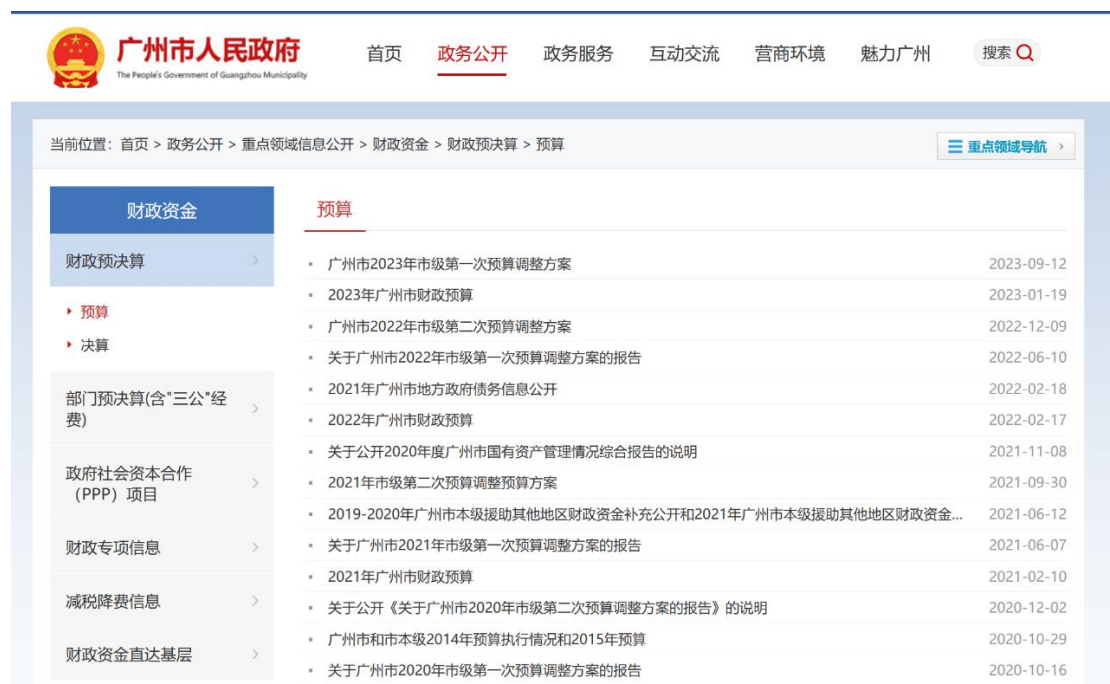 广州市人民政府
The People's Government of Guangzhou Municipality
首页 政务公开 政务服务 互动交流 营商环境 魅力广州 搜索
当前位置：首页 > 政务公开 > 重点领域信息公开 > 财政资金 > 财政预决算 > 预算
重点领域导航 >
财政资金
财政预决算 >
预算
决算
部门预决算(含"三公"经
费) >
政府社会资本合作
（PPP）项目 >
财政专项信息 >
减税降费信息 >
财政资金直达基层 >
预算
广州市2023年市级第一次预算调整方案 2023-09-12
2023年广州市财政预算 2023-01-19
广州市2022年市级第二次预算调整方案 2022-12-09
关于广州市2022年市级第一次预算调整方案的报告 2022-06-10
2021年广州市地方政府债务信息公开 2022-02-18
2022年广州市财政预算 2022-02-17
关于公开2020年度广州市国有资产管理情况综合报告的说明 2021-11-08
2021年市级第二次预算调整预算方案 2021-09-30
2019-2020年广州市本级援助其他地区财政资金补充公开和2021年广州市本级援助其他地区财政资金... 2021-06-12
关于广州市2021年市级第一次预算调整方案的报告 2021-06-07
2021年广州市财政预算 2021-02-10
关于公开《关于广州市2020年市级第二次预算调整方案的报告》的说明 2020-12-02
广州市和市本级2014年预算执行情况和2015年预算 2020-10-29
关于广州市2020年市级第一次预算调整方案的报告 2020-10-16